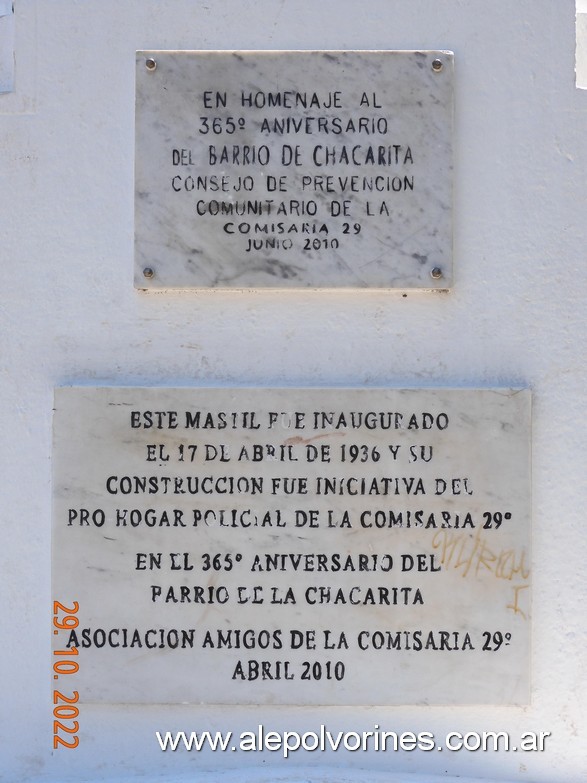 EN HOMENAJE AL
365º ANIVERSARIO
DEL BARRIO DE CHACARITA
CONSEJO DE PREVENCION
COMUNITARIO DE LA
COMISARIA 29
JUNIO 2010
ESTE MASTIL FUE INAUGURADO
EL 17 DE ABRIL DE 1936 Y SU
CONSTRUCCION FUE INICIATIVA DEL
PRO HOGAR POLICIAL DE LA COMISARIA 29º
EN EL 365º ANIVERSARIO DEL
BARRIO DE LA CHACARITA
ASOCIACION AMIGOS DE LA COMISARIA 29º
ABRIL 2010
29.10.2022
www.alepolvorines.com.ar